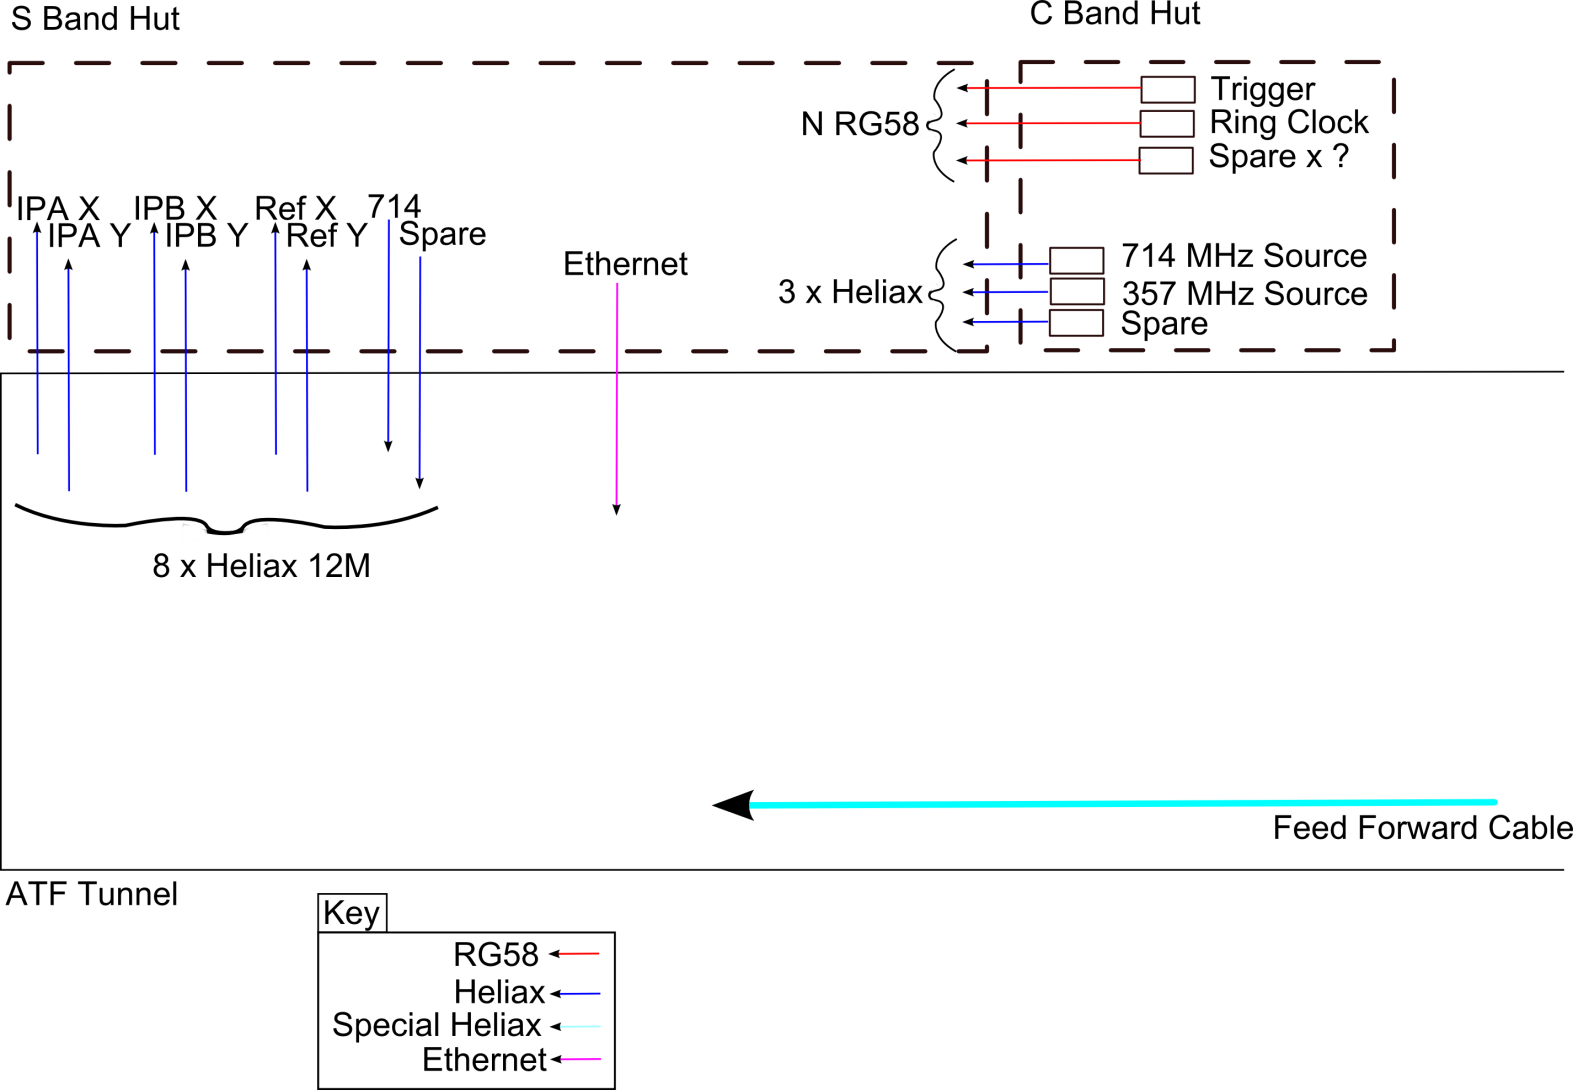 S Band Hut
C Band Hut
N RG58
Trigger
Ring Clock
Spare x ?
IPA X
IPA Y
IPB X
IPB Y
Ref X
Ref Y
714
Spare
Ethernet
3 x Heliax
714 MHz Source
357 MHz Source
Spare
8 x Heliax 12M
Feed Forward Cable
ATF Tunnel
Key
RG58
Heliax
Special Heliax
Ethernet